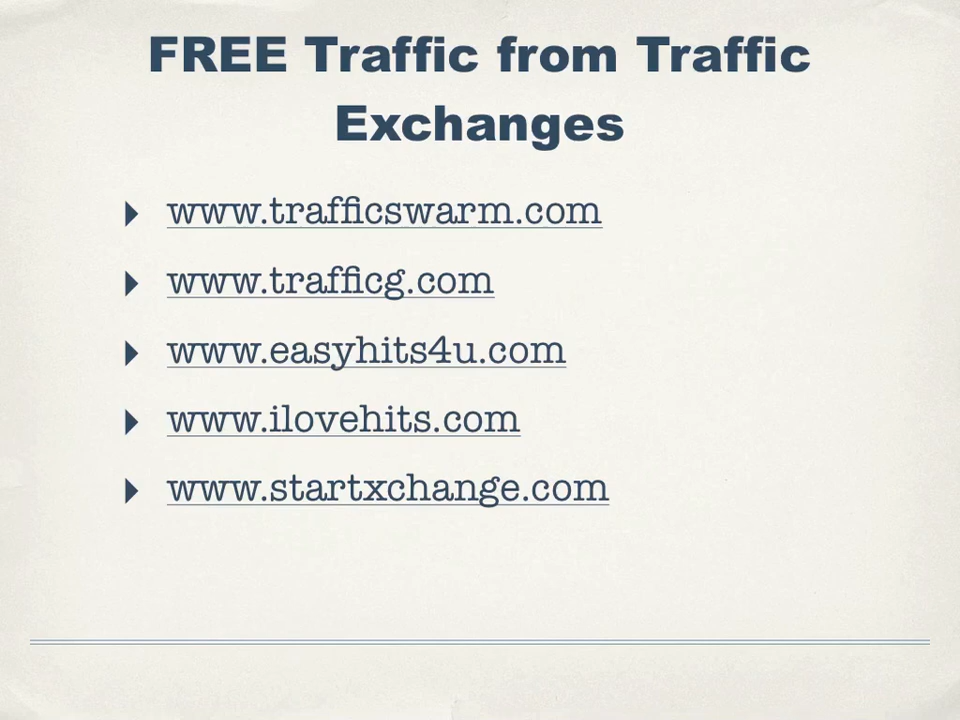 FREE Traffic from Traffic
Exchanges
www.trafficswarm.com
www.trafficg.com
www.easyhits4u.com
www.ilovehits.com
www.startxchange.com